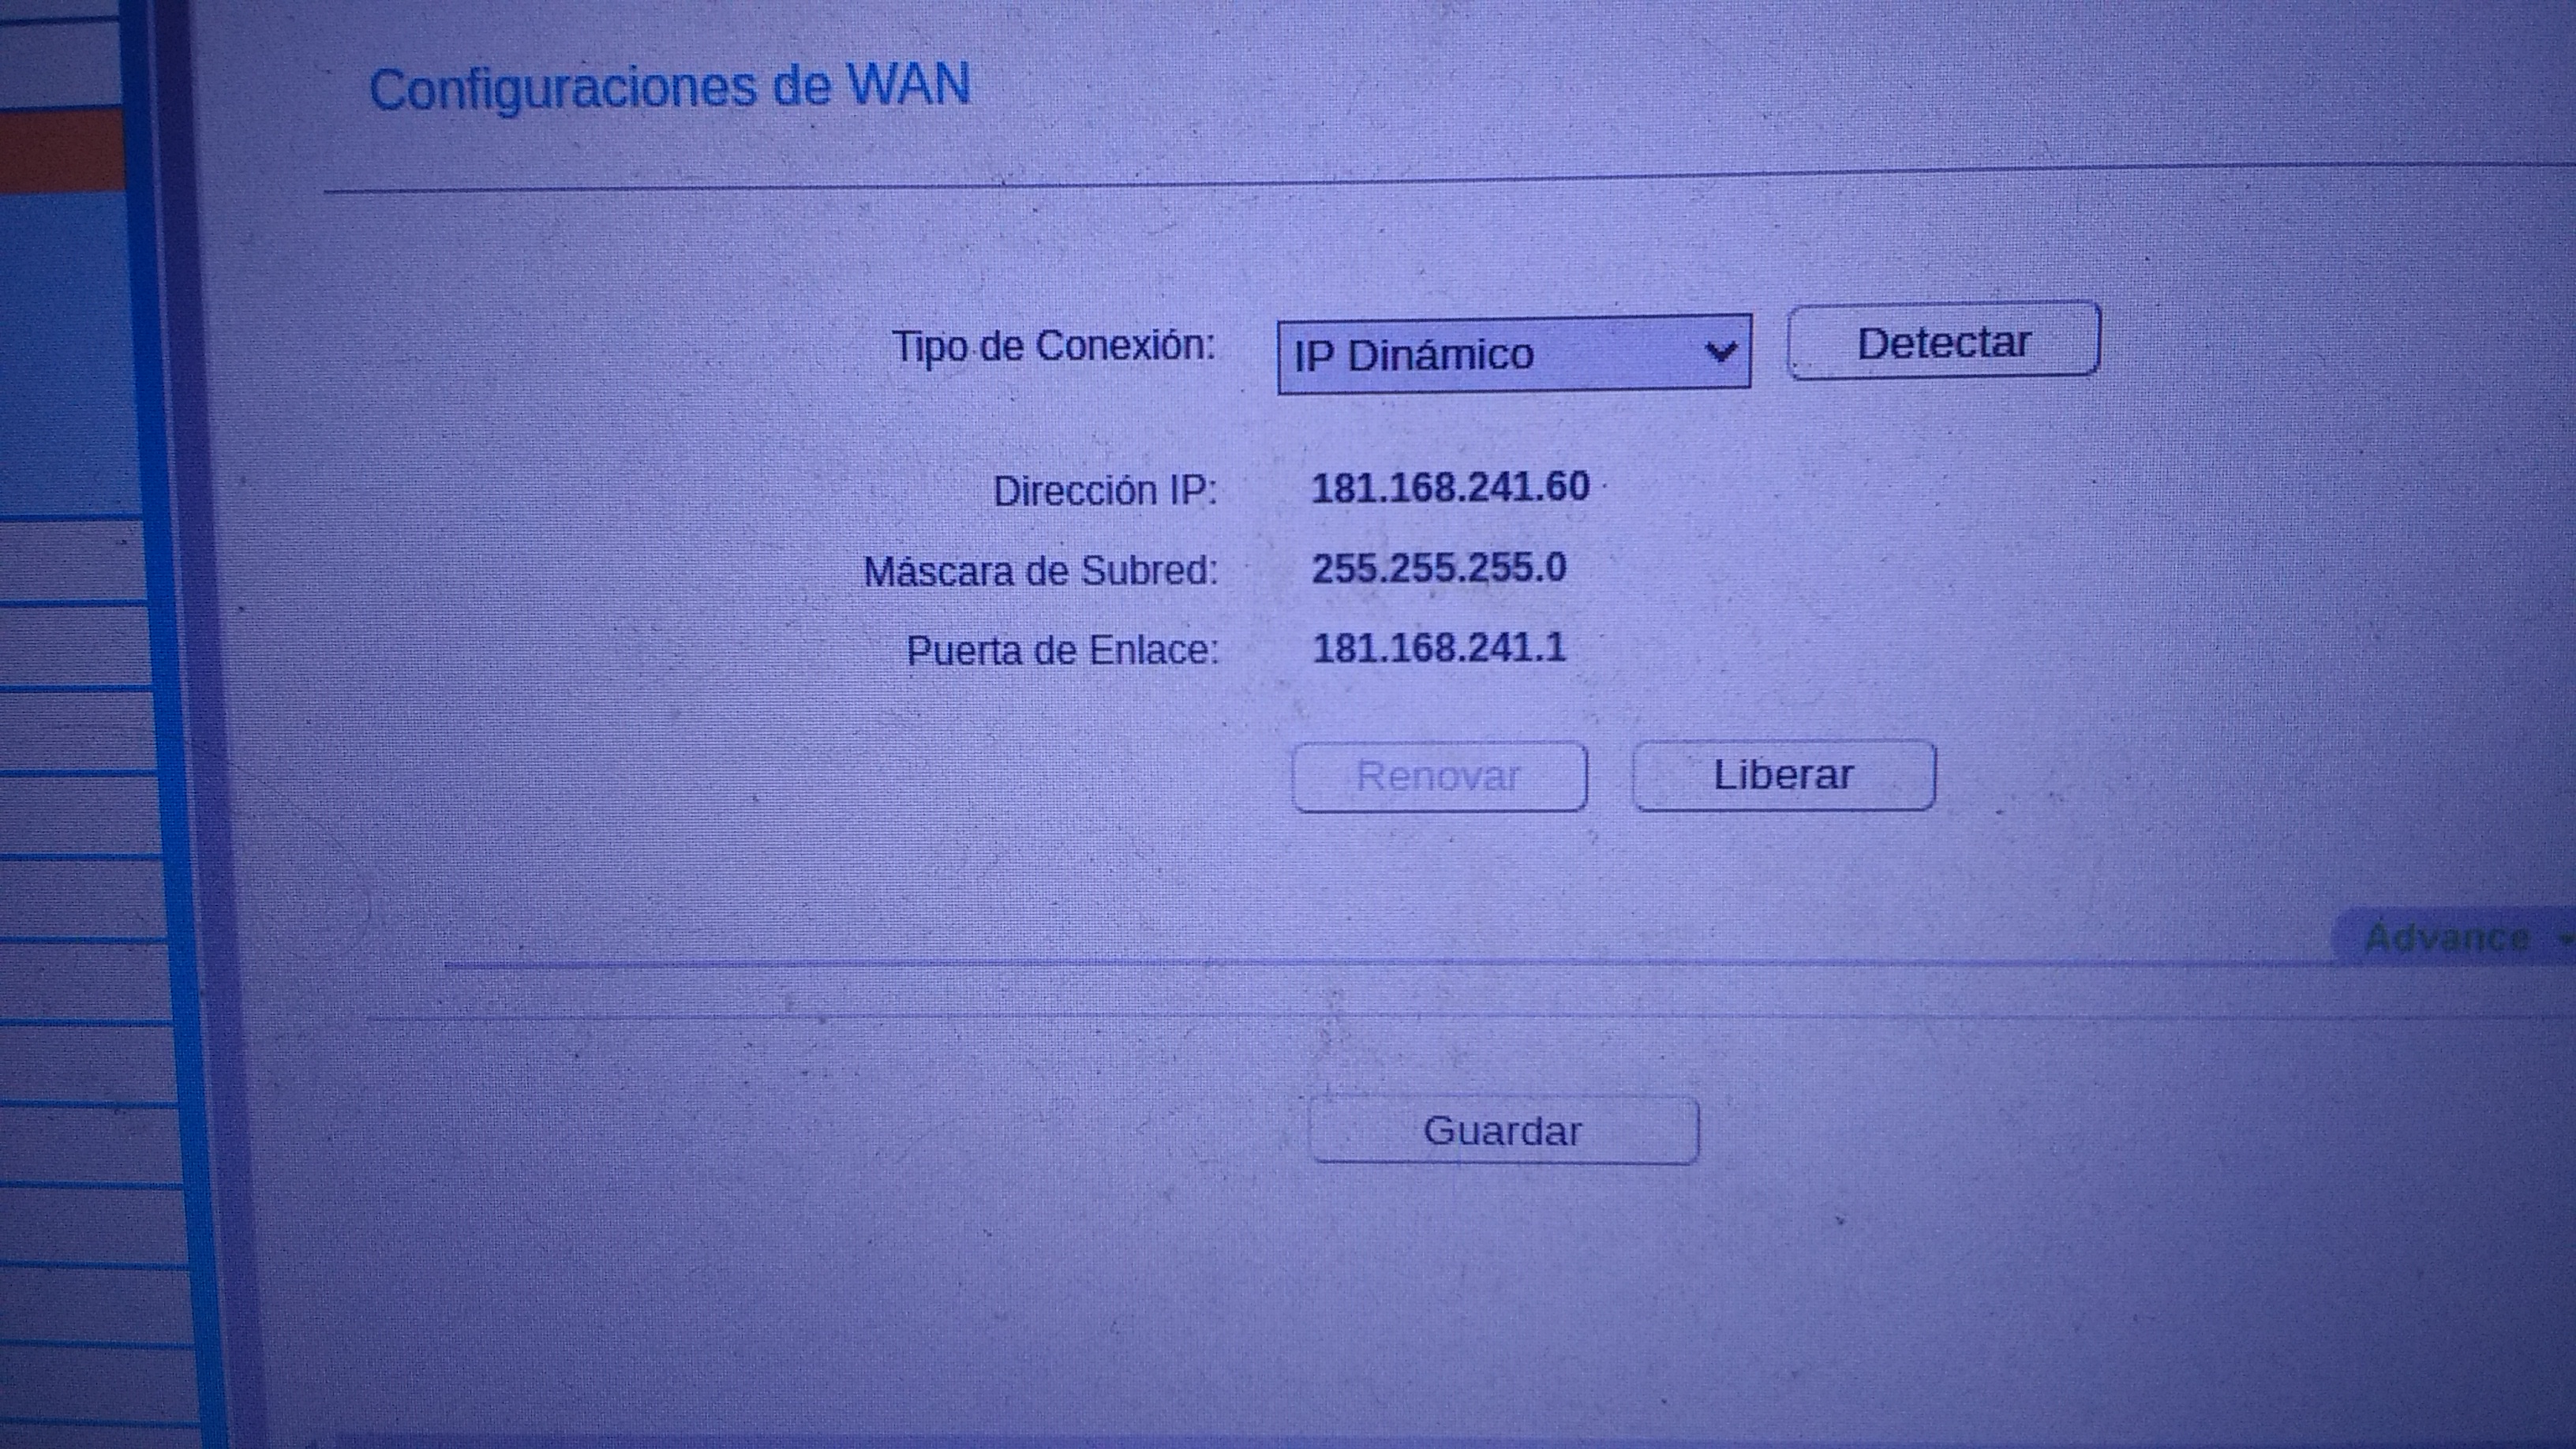 Configuraciones de WAN
Tipo de Conexión: IP Dinámico Detectar
Dirección IP: 181.168.241.60
Máscara de Subred: 255.255.255.0
Puerta de Enlace: 181.168.241.1
Renovar Liberar
Advance
Guardar